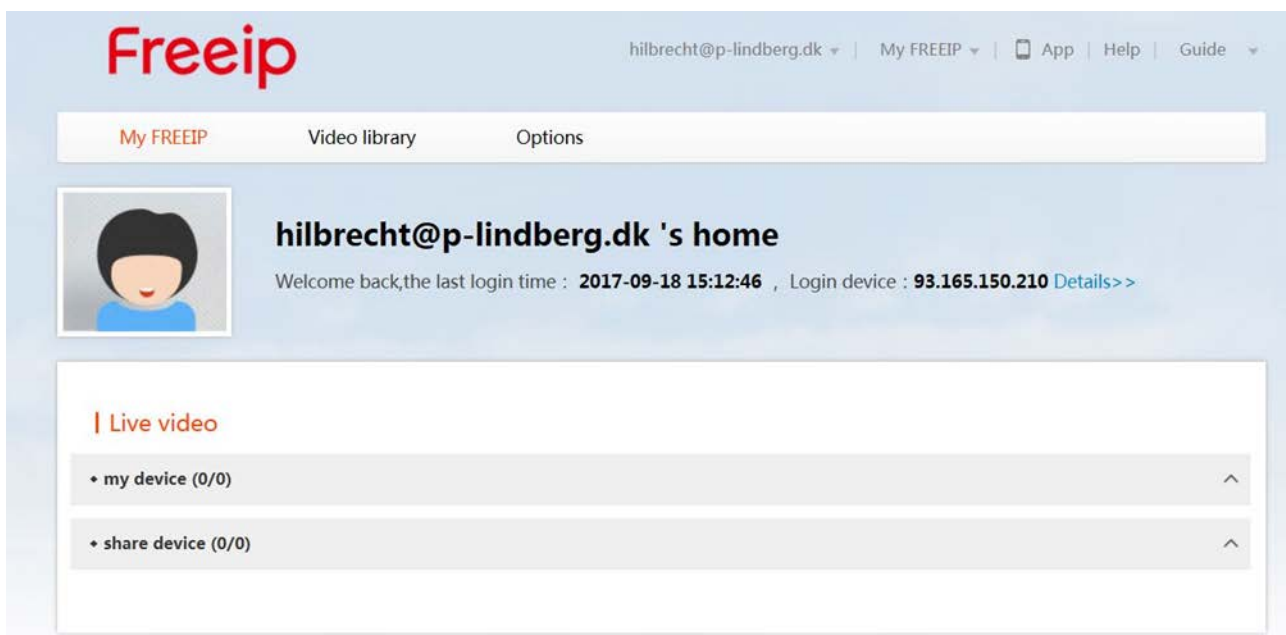 Freeip
hilbrecht@p-lindberg.dk | My FREEIP | App | Help | Guide
My FREEIP Video library Options
hilbrecht@p-lindberg.dk 's home
Welcome back,the last login time : 2017-09-18 15:12:46 , Login device : 93.165.150.210 Details>>
Live video
my device (0/0)
share device (0/0)